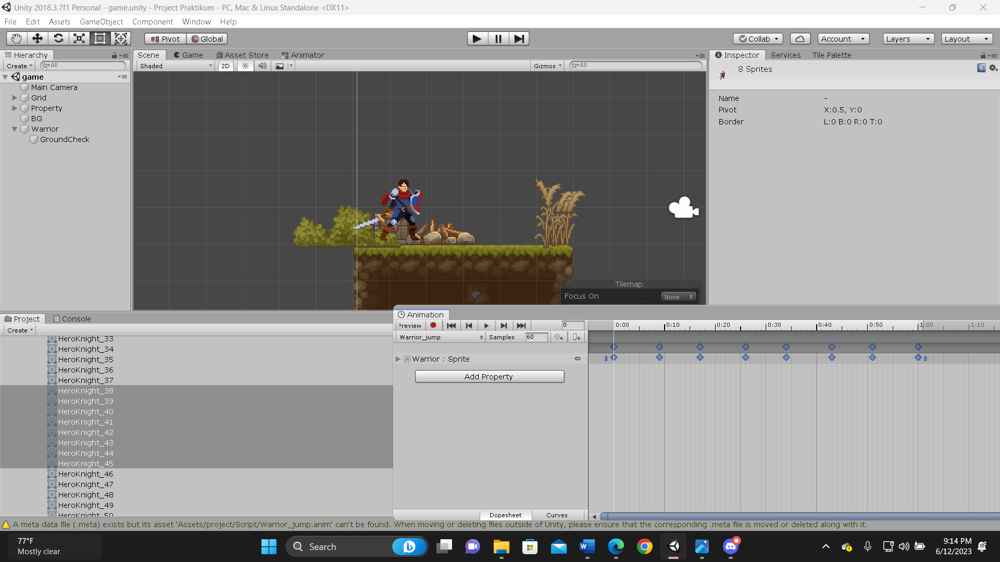 Unity 2018.3.7f1 Personal - game.unity - Project Praktikum - PC, Mac & Linux Standalone <DX11>
File Edit Assets GameObject Component Window Help
Pivot Global Collab Account Layers Layout
Hierarchy
Create All
game
Main Camera
Grid
Property
BG
Warrior
GroundCheck
Scene Game Asset Store Animator
Shaded 2D Gizmos All
Tilemap
Focus On None
Inspector Services Tile Palette
8 Sprites
Name -
Pivot X:0.5, Y:0
Border L:0 B:0 R:0 T:0
Project Console
Create
HeroKnight_33
HeroKnight_34
HeroKnight_35
HeroKnight_36
HeroKnight_37
HeroKnight_38
HeroKnight_39
HeroKnight_40
HeroKnight_41
HeroKnight_42
HeroKnight_43
HeroKnight_44
HeroKnight_45
HeroKnight_46
HeroKnight_47
HeroKnight_48
HeroKnight_49
HeroKnight_50
Animation
Preview 0 0:00 0:10 0:20 0:30 0:40 0:50 1:00 1:10
Warrior_jump Samples 60
Warrior : Sprite
Add Property
Dopesheet Curves
A meta data file (.meta) exists but its asset 'Assets/project/Script/Warrior_jump.anim' can't be found. When moving or deleting files outside of Unity, please ensure that the corresponding .meta file is moved or deleted along with it.
77°F
Mostly clear
Search
9:14 PM
6/12/2023